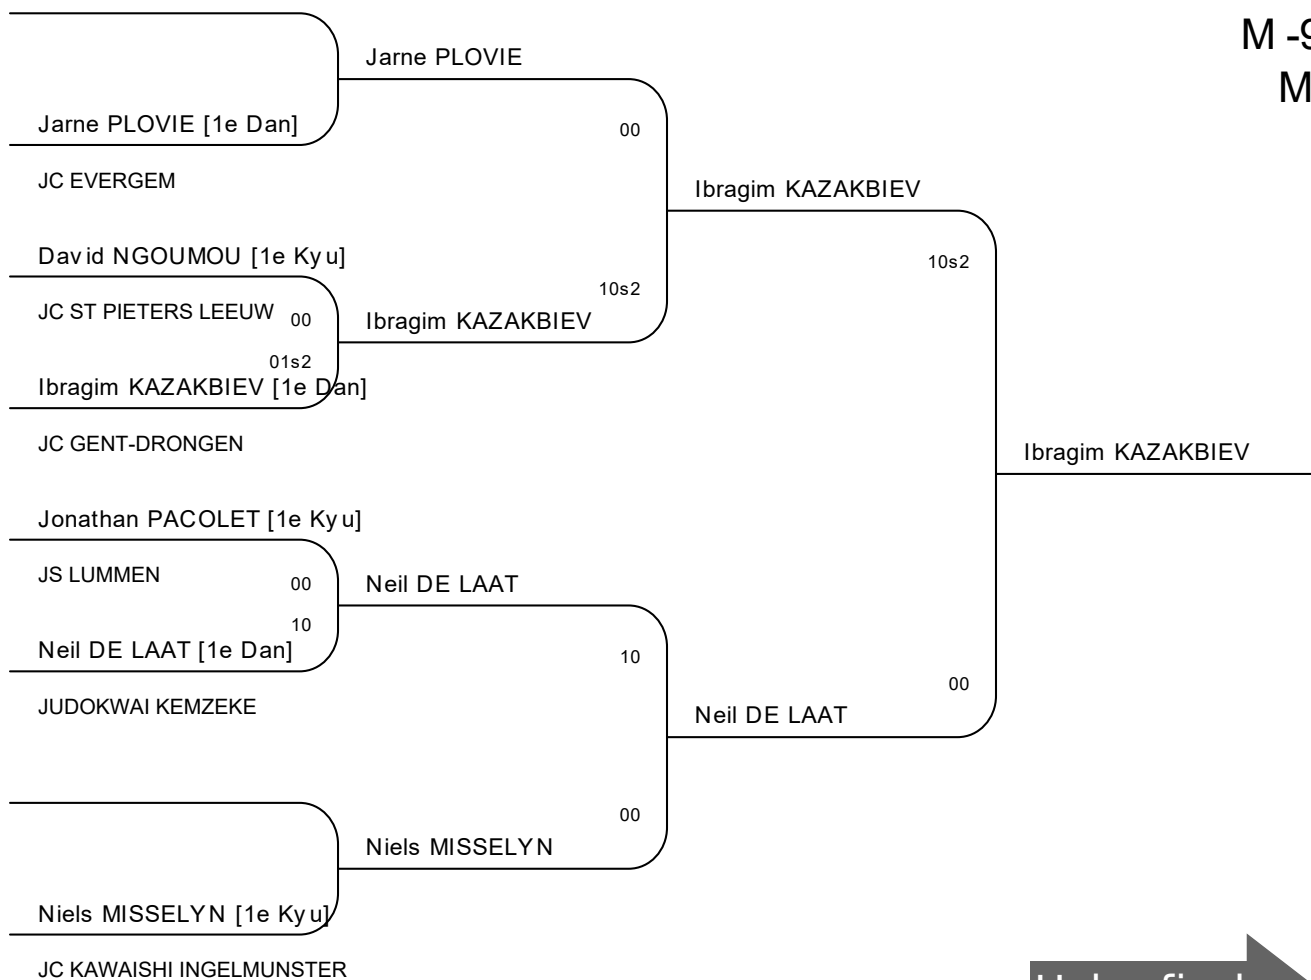 M -9
M
Jarne PLOVIE
Jarne PLOVIE [1e Dan]
00
JC EVERGEM
Ibragim KAZAKBIEV
David NGOUMOU [1e Kyu]
10s2
10s2
JC ST PIETERS LEEUW
00
Ibragim KAZAKBIEV
01s2
Ibragim KAZAKBIEV [1e Dan]
JC GENT-DRONGEN
Ibragim KAZAKBIEV
Jonathan PACOLET [1e Kyu]
JS LUMMEN
00
Neil DE LAAT
10
Neil DE LAAT [1e Dan]
10
00
JUDOKWAI KEMZEKE
Neil DE LAAT
00
Niels MISSELYN
Niels MISSELYN [1e Kyu]
JC KAWAISHI INGELMUNSTER